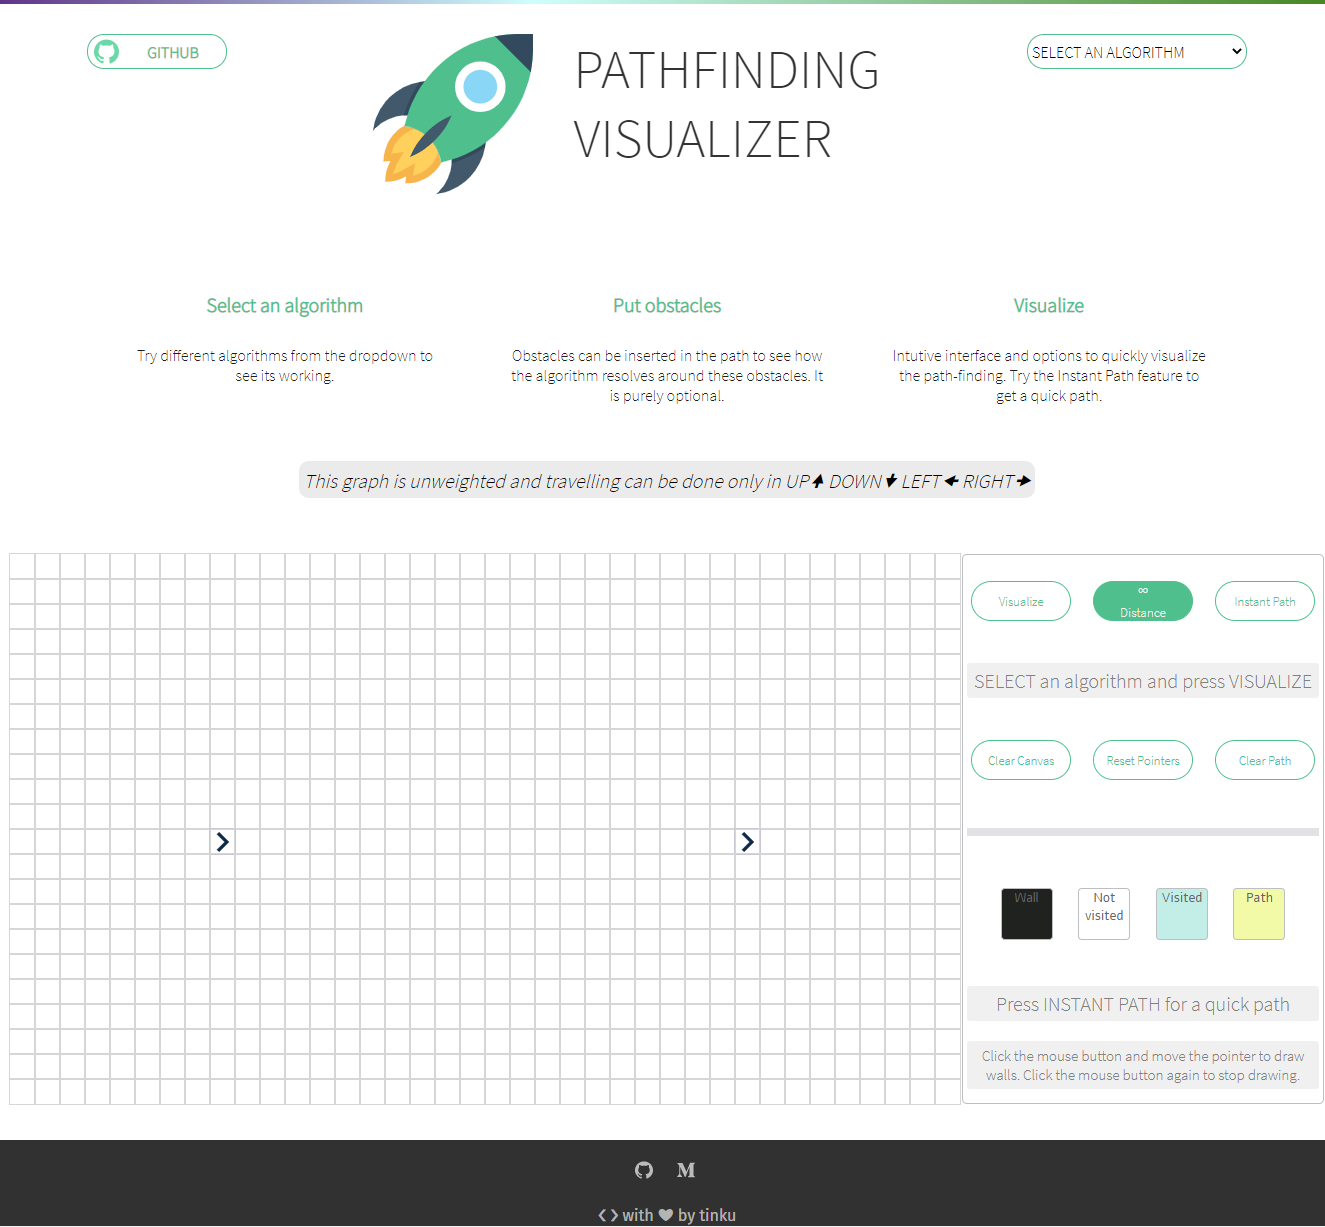 GITHUB
PATHFINDING
VISUALIZER
SELECT AN ALGORITHM
Select an algorithm
Try different algorithms from the dropdown to
see its working.
Put obstacles
Obstacles can be inserted in the path to see how
the algorithm resolves around these obstacles. It
is purely optional.
Visualize
Intutive interface and options to quickly visualize
the path-finding. Try the Instant Path feature to
get a quick path.
This graph is unweighted and travelling can be done only in UP DOWN LEFT RIGHT
Visualize
∞
Distance
Instant Path
SELECT an algorithm and press VISUALIZE
Clear Canvas
Reset Pointers
Clear Path
Wall
Not
visited
Visited
Path
Press INSTANT PATH for a quick path
Click the mouse button and move the pointer to draw
walls. Click the mouse button again to stop drawing.
with ♥ by tinku